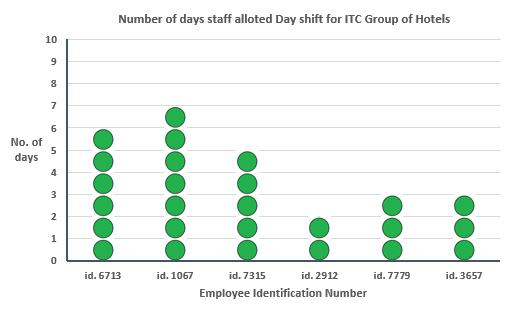 Number of days staff alloted Day shift for ITC Group of Hotels
10
9
8
7
6
5
4
3
2
1
0
No. of
days
id. 6713 id. 1067 id. 7315 id. 2912 id. 7779 id. 3657
Employee Identification Number